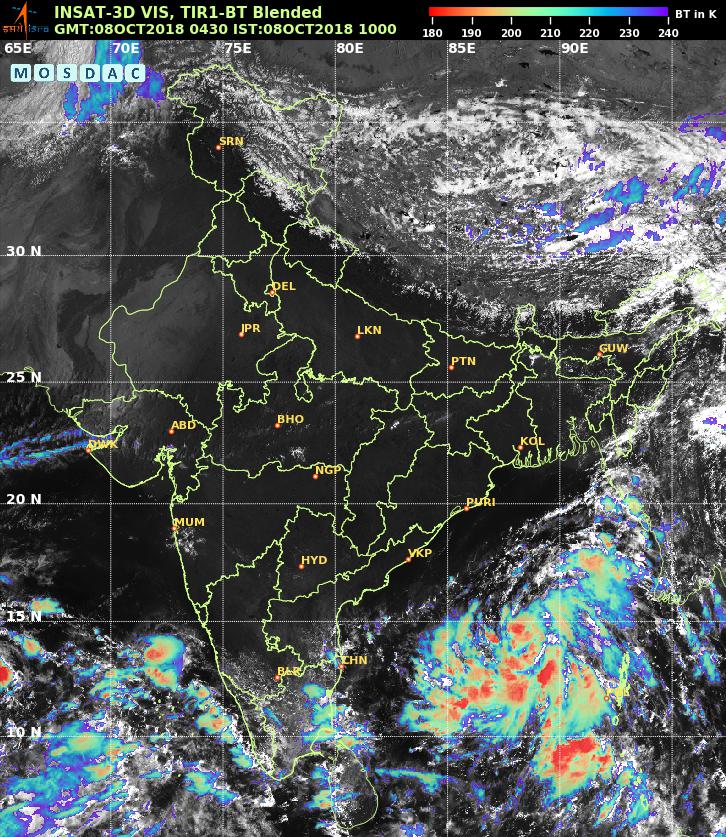 INSAT-3D VIS, TIR1-BT Blended
GMT:08OCT2018 0430 IST:08OCT2018 1000
BT in K
180 190 200 210 220 230 240
65E 70E 75E 80E 85E 90E
MOSDAC
SRN
30 N
DEL
JPR LKN
GUW
PTN
25 N
ABD BHO
DWK KOL
NGP
20 N PURI
MUM
HYD VKP
15 N
BLR CHN
10 N